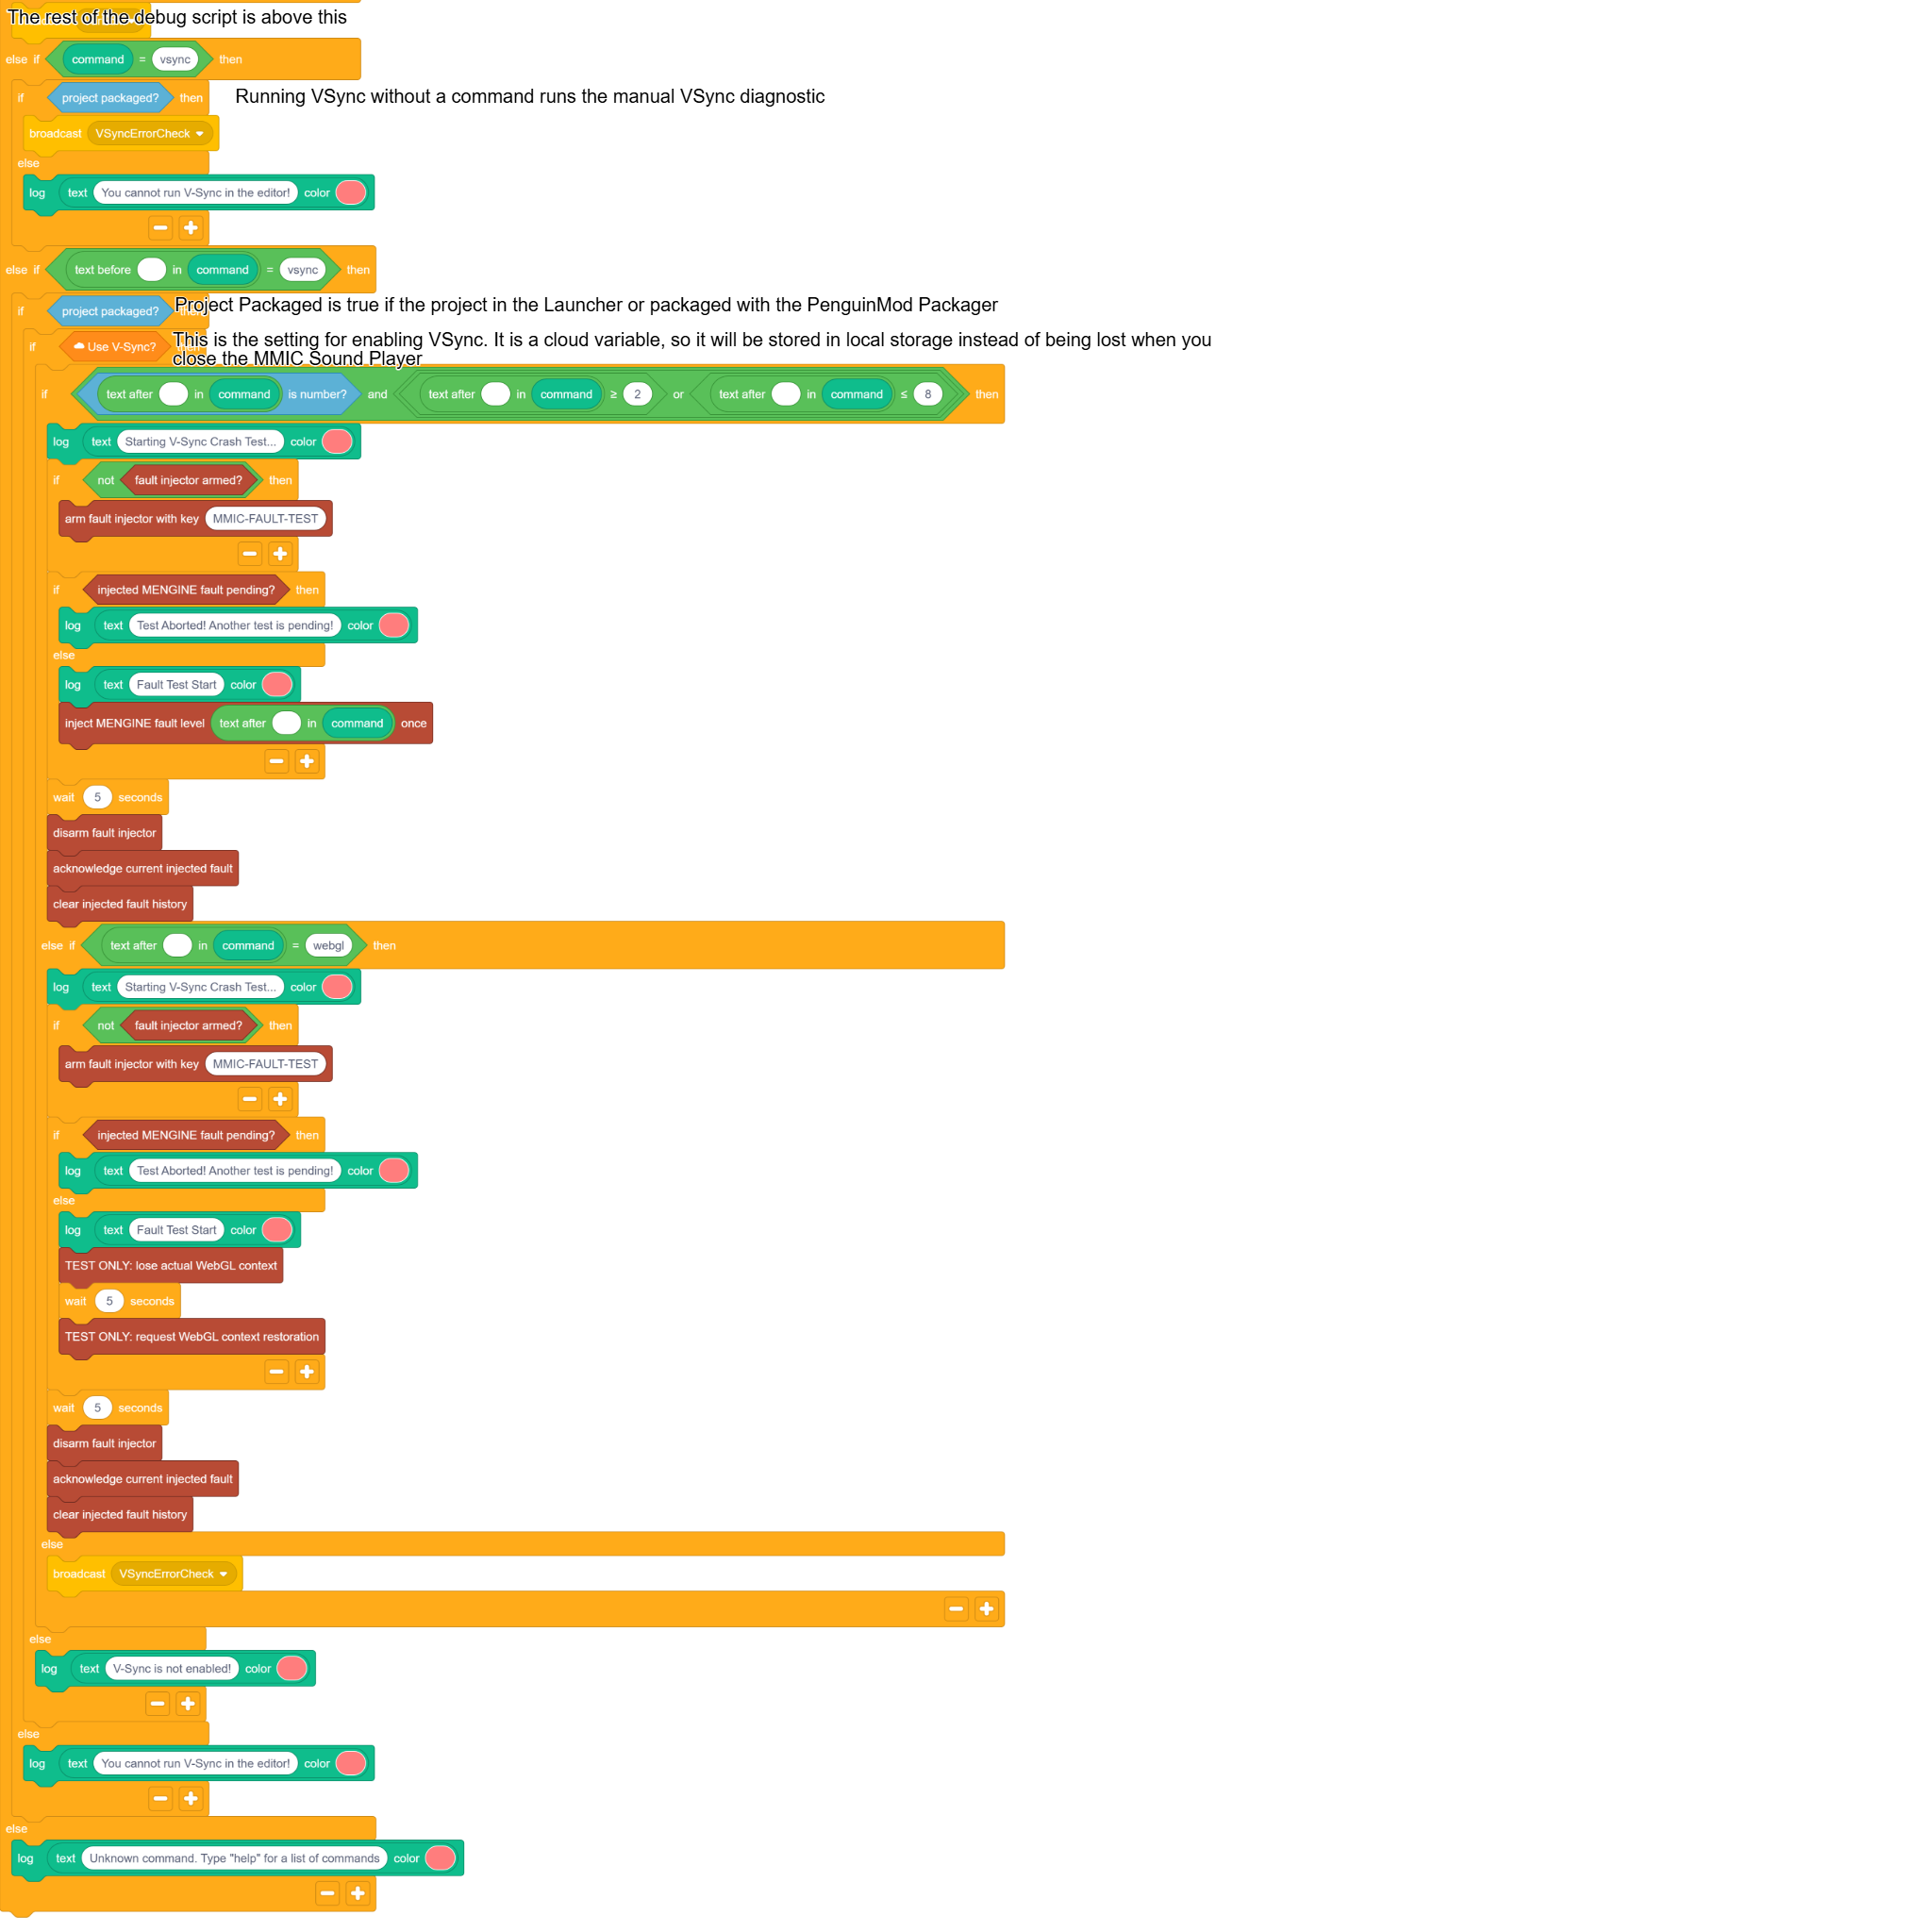 The rest of the debug script is above this
else if command = vsync then
if project packaged? then
Running VSync without a command runs the manual VSync diagnostic
broadcast VSyncErrorCheck
else
log text You cannot run V-Sync in the editor! color
else if text before in command = vsync then
if project packaged?
Project Packaged is true if the project in the Launcher or packaged with the PenguinMod Packager
if Use V-Sync?
This is the setting for enabling VSync. It is a cloud variable, so it will be stored in local storage instead of being lost when you
close the MMIC Sound Player
if text after in command is number? and text after in command ≥ 2 or text after in command ≤ 8 then
log text Starting V-Sync Crash Test... color
if not fault injector armed? then
arm fault injector with key MMIC-FAULT-TEST
if injected MENGINE fault pending? then
log text Test Aborted! Another test is pending! color
else
log text Fault Test Start color
inject MENGINE fault level text after in command once
wait 5 seconds
disarm fault injector
acknowledge current injected fault
clear injected fault history
else if text after in command = webgl then
log text Starting V-Sync Crash Test... color
if not fault injector armed? then
arm fault injector with key MMIC-FAULT-TEST
if injected MENGINE fault pending? then
log text Test Aborted! Another test is pending! color
else
log text Fault Test Start color
TEST ONLY: lose actual WebGL context
wait 5 seconds
TEST ONLY: request WebGL context restoration
wait 5 seconds
disarm fault injector
acknowledge current injected fault
clear injected fault history
else
broadcast VSyncErrorCheck
else
log text V-Sync is not enabled! color
else
log text You cannot run V-Sync in the editor! color
else
log text Unknown command. Type "help" for a list of commands color